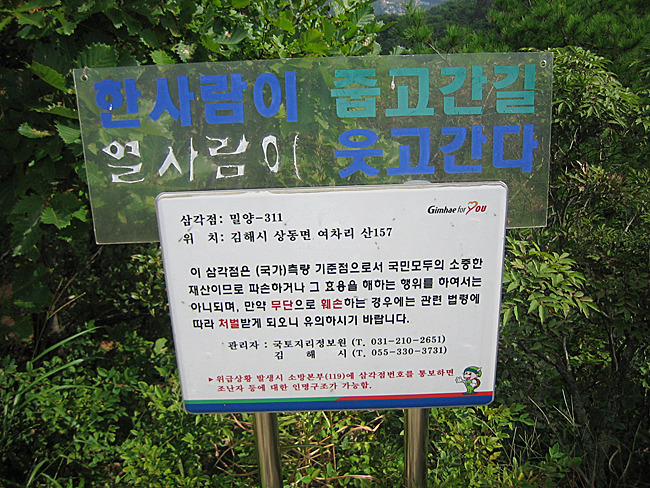 한사람이 줍고간길
열사람이 웃고간다
삼각점: 밀양-311
Gimhae for YOU
위 치: 김해시 상동면 여차리 산157
이 삼각점은 (국가)측량 기준점으로서 국민모두의 소중한
재산이므로 파손하거나 그 효용을 해하는 행위를 하여서는
아니되며, 만약 무단으로 훼손하는 경우에는 관련 법령에
따라 처벌받게 되오니 유의하시기 바랍니다.
관리자 : 국토지리정보원 (T. 031-210-2651)
김 해 시 (T. 055-330-3731)
▶위급상황 발생시 소방본부(119)에 삼각점번호를 통보하면
조난자 등에 대한 인명구조가 가능함.